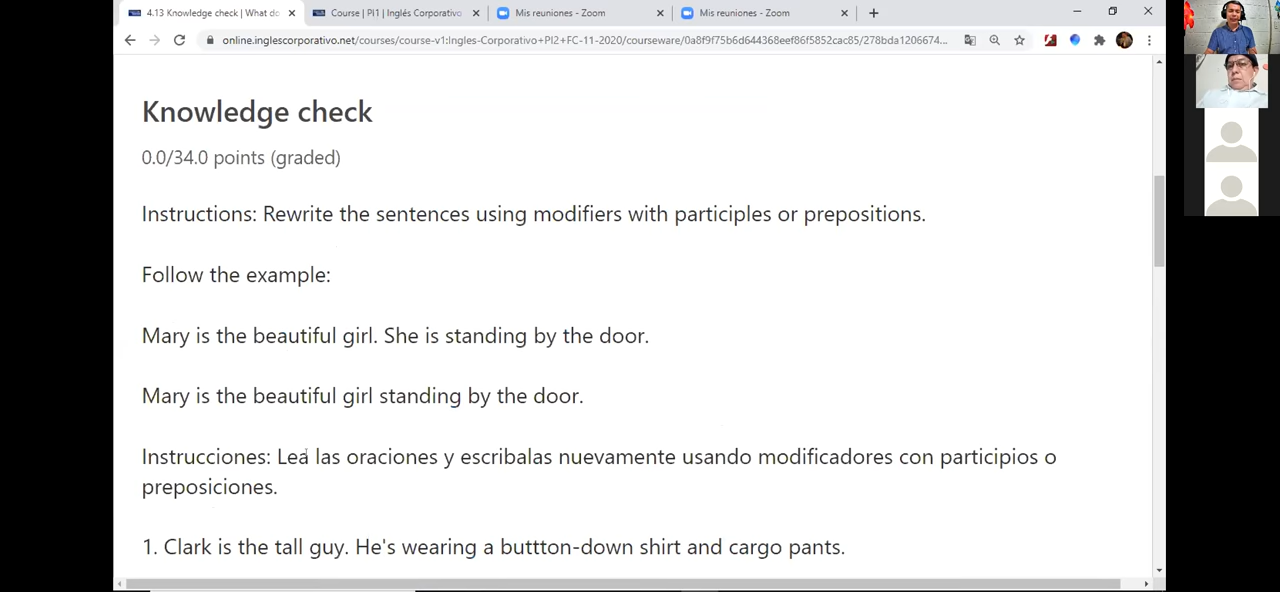 4.13 Knowledge check | What do
Course | PI1 | Inglés Corporativo
Mis reuniones - Zoom
Mis reuniones - Zoom
online.inglescorporativo.net/courses/course-v1:Ingles-Corporativo+PI2+FC-11-2020/courseware/0a8f9f75b6d644368eef86f5852cac85/278bda1206674...
Knowledge check
0.0/34.0 points (graded)
Instructions: Rewrite the sentences using modifiers with participles or prepositions.
Follow the example:
Mary is the beautiful girl. She is standing by the door.
Mary is the beautiful girl standing by the door.
Instrucciones: Lea las oraciones y escribalas nuevamente usando modificadores con participios o
preposiciones.
1. Clark is the tall guy. He's wearing a buttton-down shirt and cargo pants.